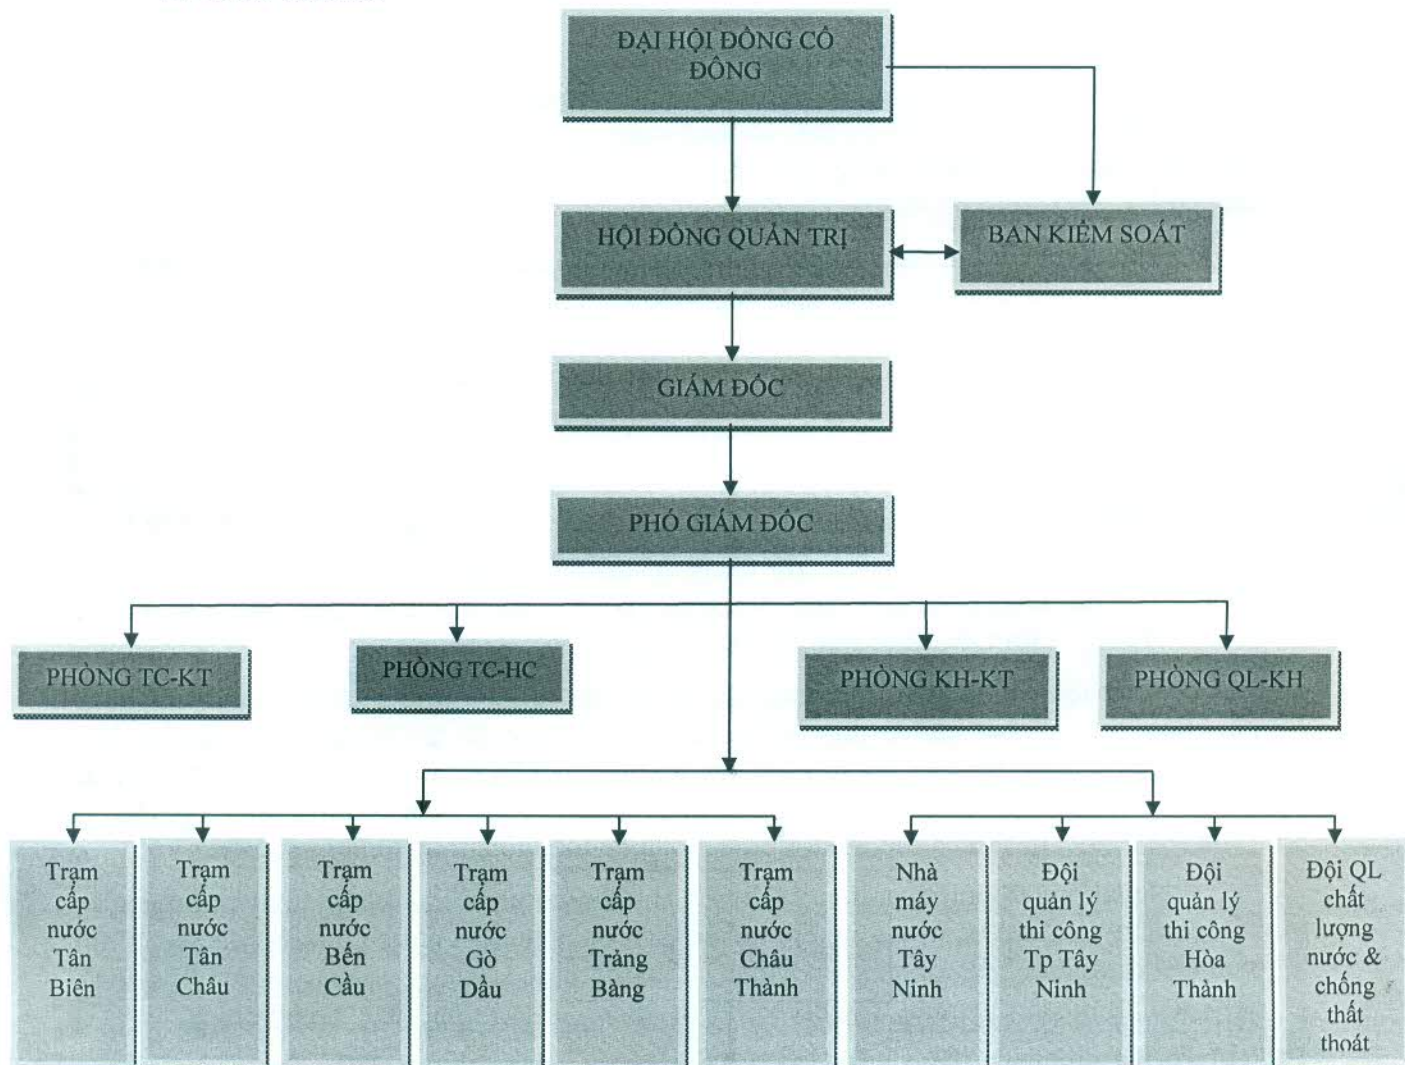 ĐẠI HỘI ĐỒNG CỔ
ĐÔNG
HỘI ĐỒNG QUẢN TRỊ
BAN KIỂM SOÁT
GIÁM ĐỐC
PHÓ GIÁM ĐỐC
PHÒNG TC-KT
PHÒNG TC-HC
PHÒNG KH-KT
PHÒNG QL-KH
Trạm
cấp
nước
Tân
Biên
Trạm
cấp
nước
Tân
Châu
Trạm
cấp
nước
Bến
Cầu
Trạm
cấp
nước
Gò
Dầu
Trạm
cấp
nước
Trảng
Bàng
Trạm
cấp
nước
Châu
Thành
Nhà
máy
nước
Tây
Ninh
Đội
quản lý
thi công
Tp Tây
Ninh
Đội
quản lý
thi công
Hòa
Thành
Đội QL
chất
lượng
nước &
chống
thất
thoát